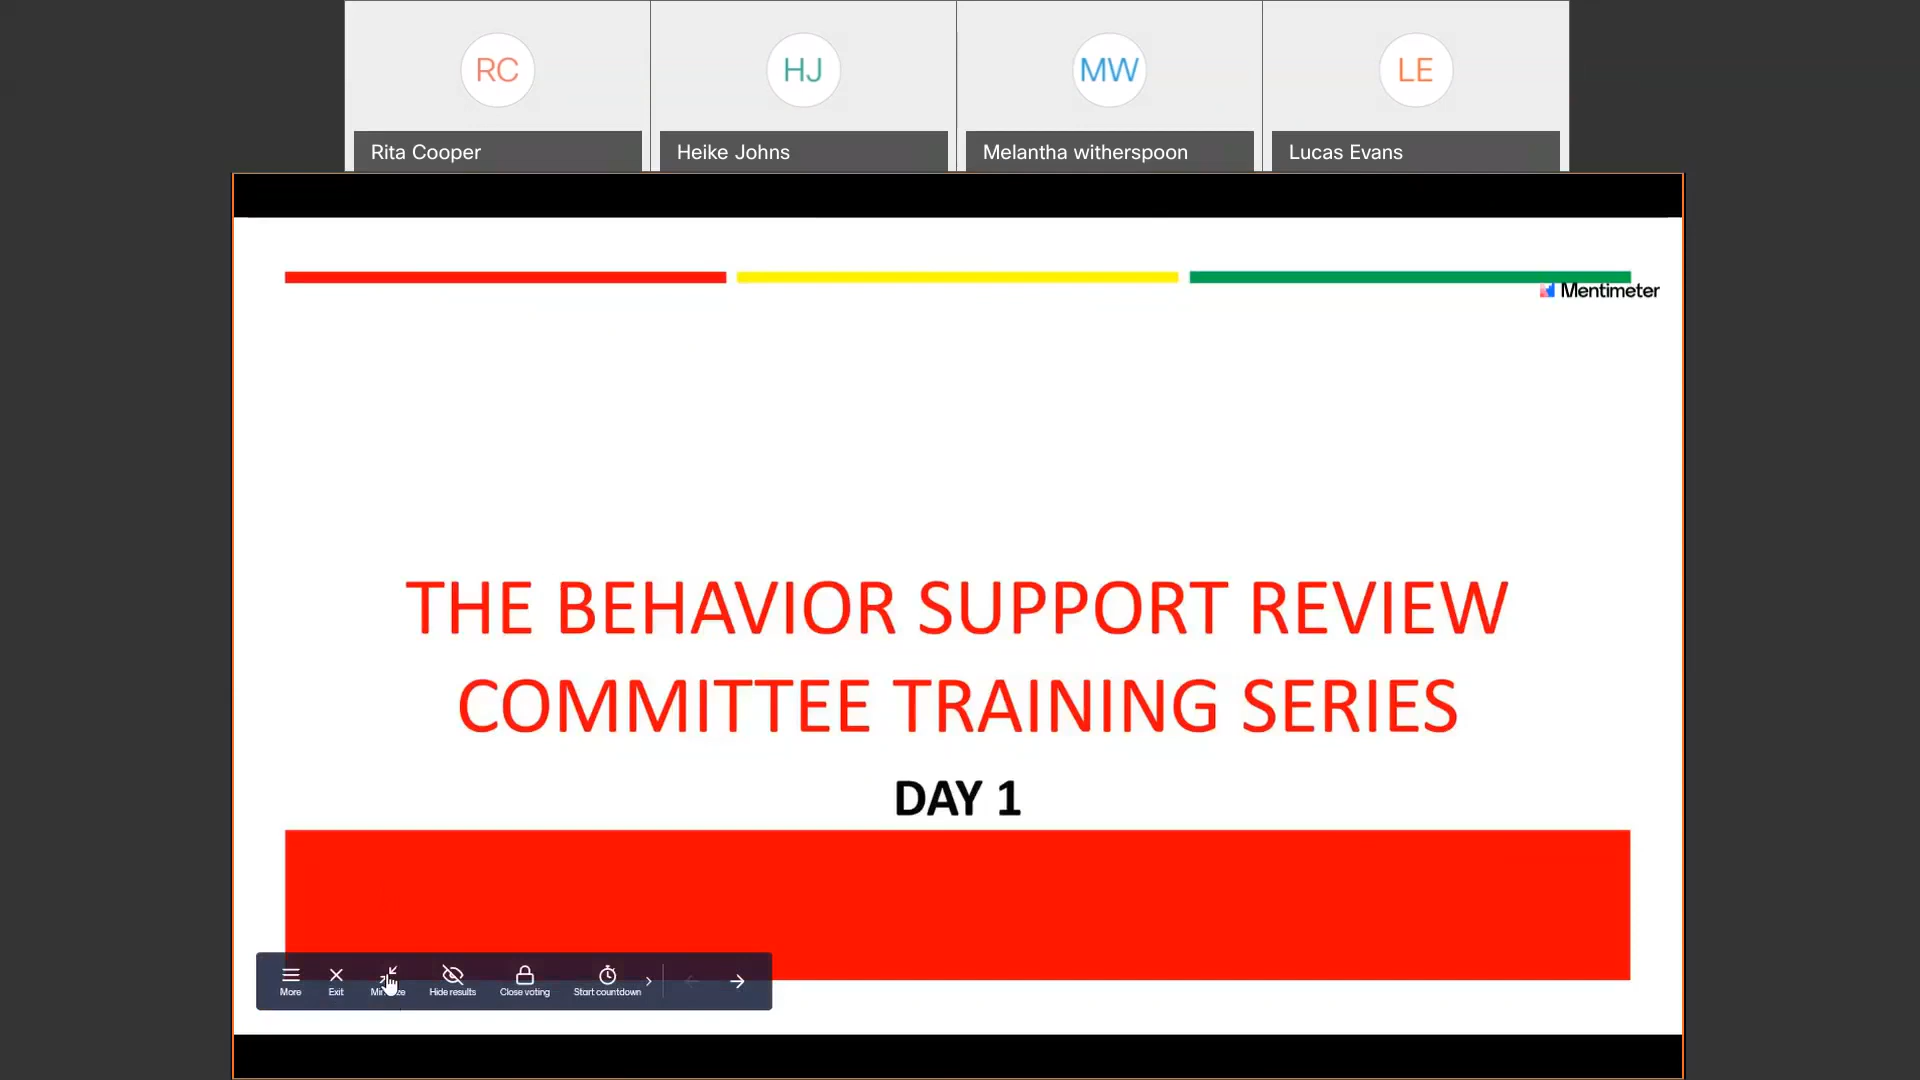 RC
HJ
MW
LE
Rita Cooper
Heike Johns
Melantha witherspoon
Lucas Evans
Mentimeter
THE BEHAVIOR SUPPORT REVIEW
COMMITTEE TRAINING SERIES
DAY 1
More
Exit
Hide results
Close voting
Start countdown